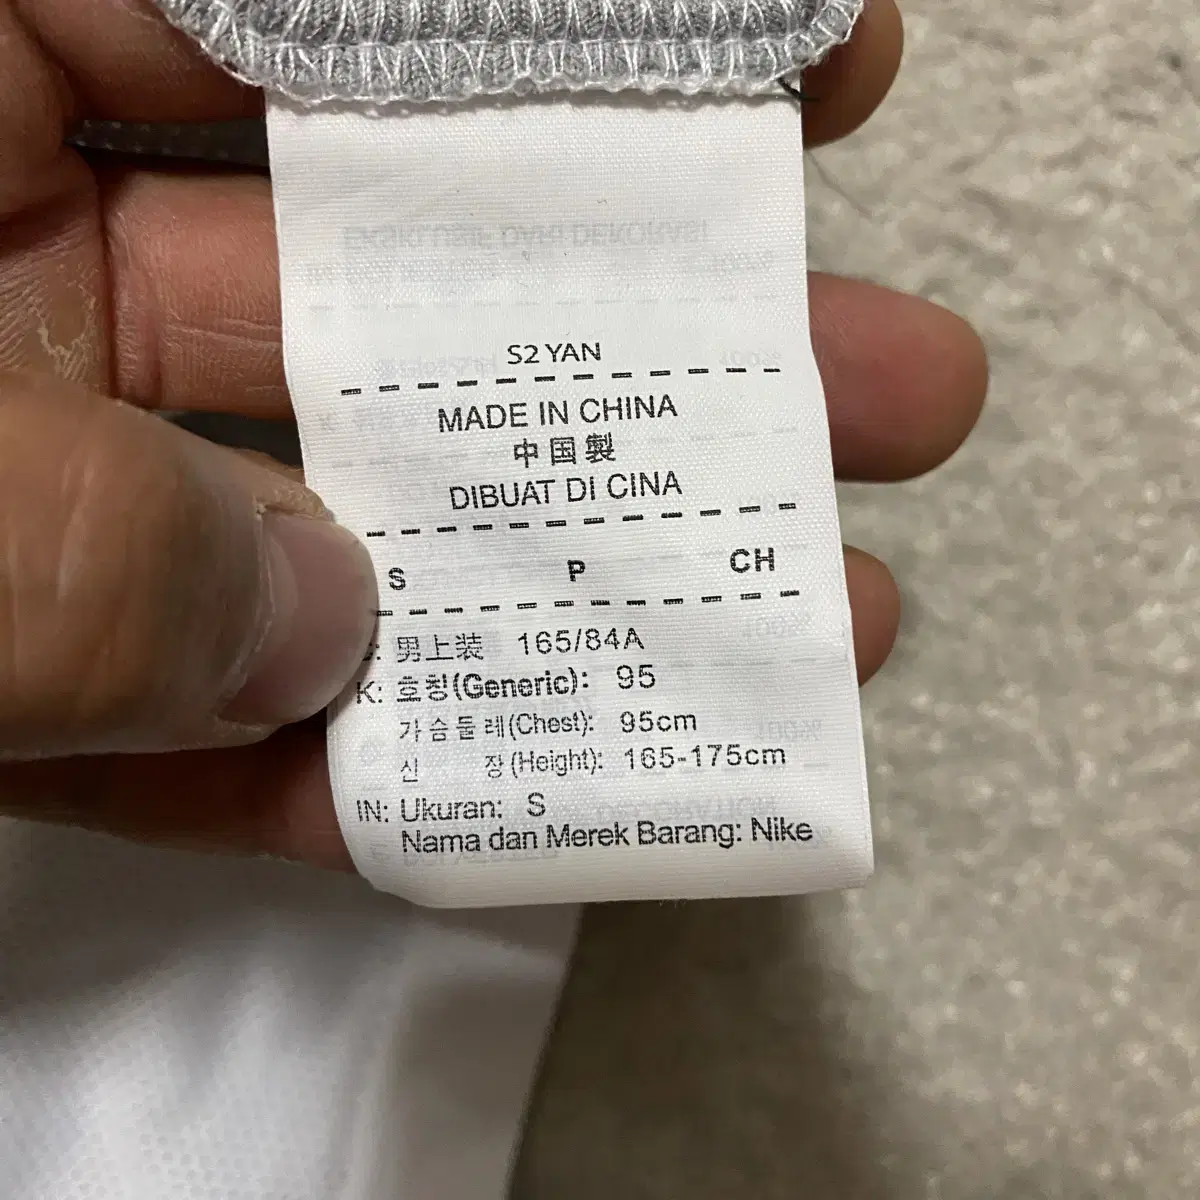 S2 YAN
MADE IN CHINA
中国製
DIBUAT DI CINA
S P CH
男上装 165/84A
K: 호칭(Generic): 95
가슴둘레(Chest): 95cm
신 장(Height): 165-175cm
IN: Ukuran: S
Nama dan Merek Barang: Nike